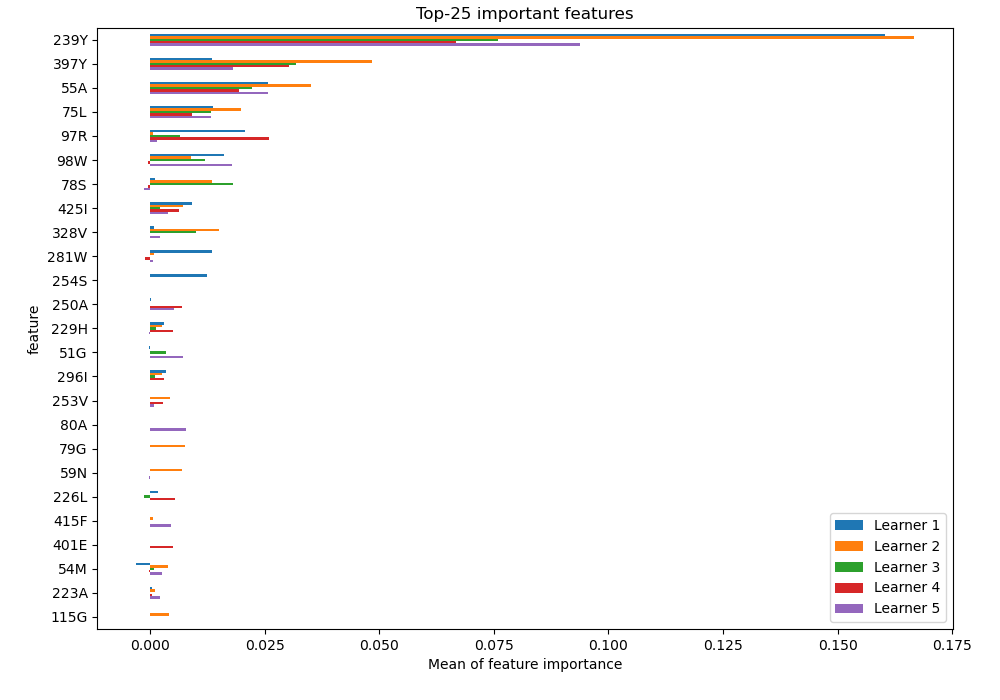 Top-25 important features
239Y
397Y
55A
75L
97R
98W
78S
425I
328V
281W
254S
250A
229H
51G
296I
253V
80A
79G
59N
226L
415F
401E
54M
223A
115G
feature
0.000 0.025 0.050 0.075 0.100 0.125 0.150 0.175
Mean of feature importance
Learner 1
Learner 2
Learner 3
Learner 4
Learner 5